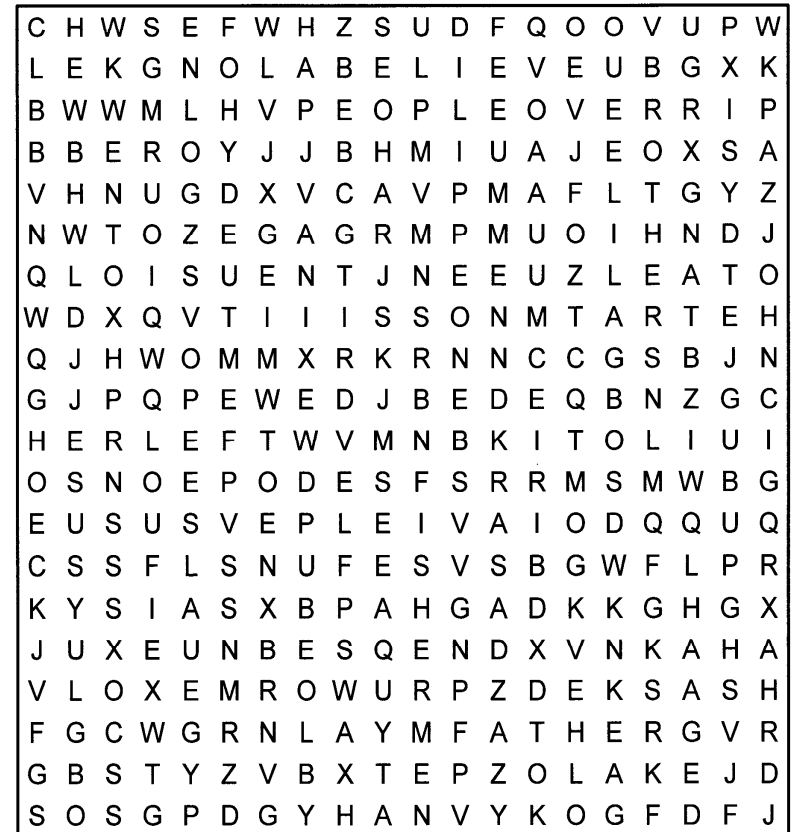 C H W S E F W H Z S U D F Q O O V U P W
L E K G N O L A B E L I E V E U B G X K
B W W M L H V P E O P L E O V E R R I P
B B E R O Y J J B H M I U A J E O X S A
V H N U G D X V C A V P M A F L T G Y Z
N W T O Z E G A G R M P M U O I H N D J
Q L O I S U E N T J N E E U Z L E A T O
W D X Q V T I I I S S O N M T A R T E H
Q J H W O M M X R K R N N C C G S B J N
G J P Q P E W E D J B E D E Q B N Z G C
H E R L E F T W V M N B K I T O L I U I
O S N O E P O D E S F S R R M S M W B G
E U S U S V E P L E I V A I O D Q Q U Q
C S S F L S N U F E S V S B G W F L P R
K Y S I A S X B P A H G A D K K G H G X
J U X E U N B E S Q E N D X V N K A H A
V L O X E M R O W U R P Z D E K S A S H
F G C W G R N L A Y M F A T H E R G V R
G B S T Y Z V B X T E P Z O L A K E J D
S O S G P D G Y H A N V Y K O G F D F J